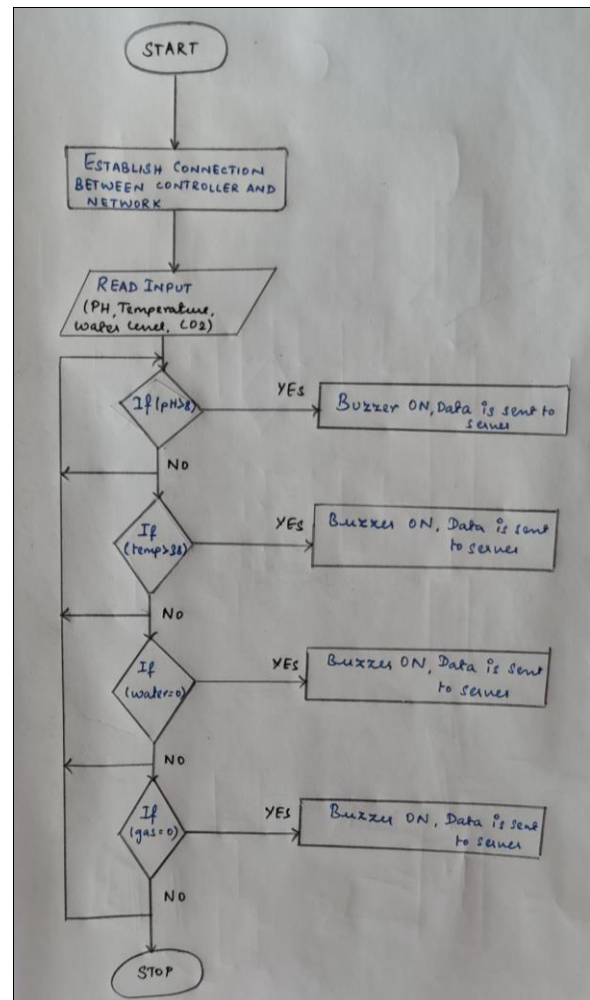 START
ESTABLISH CONNECTION
BETWEEN CONTROLLER AND
NETWORK
READ INPUT
(PH, Temperature,
Water Level, CO2)
If (pH>8)
YES
Buzzer ON, Data is sent to
server
NO
If
(temp>38)
YES
Buzzer ON, Data is sent
to server
NO
If
(water=0)
YES
Buzzer ON, Data is sent
to server
NO
If
(gas=0)
YES
Buzzer ON, Data is sent
to server
NO
STOP